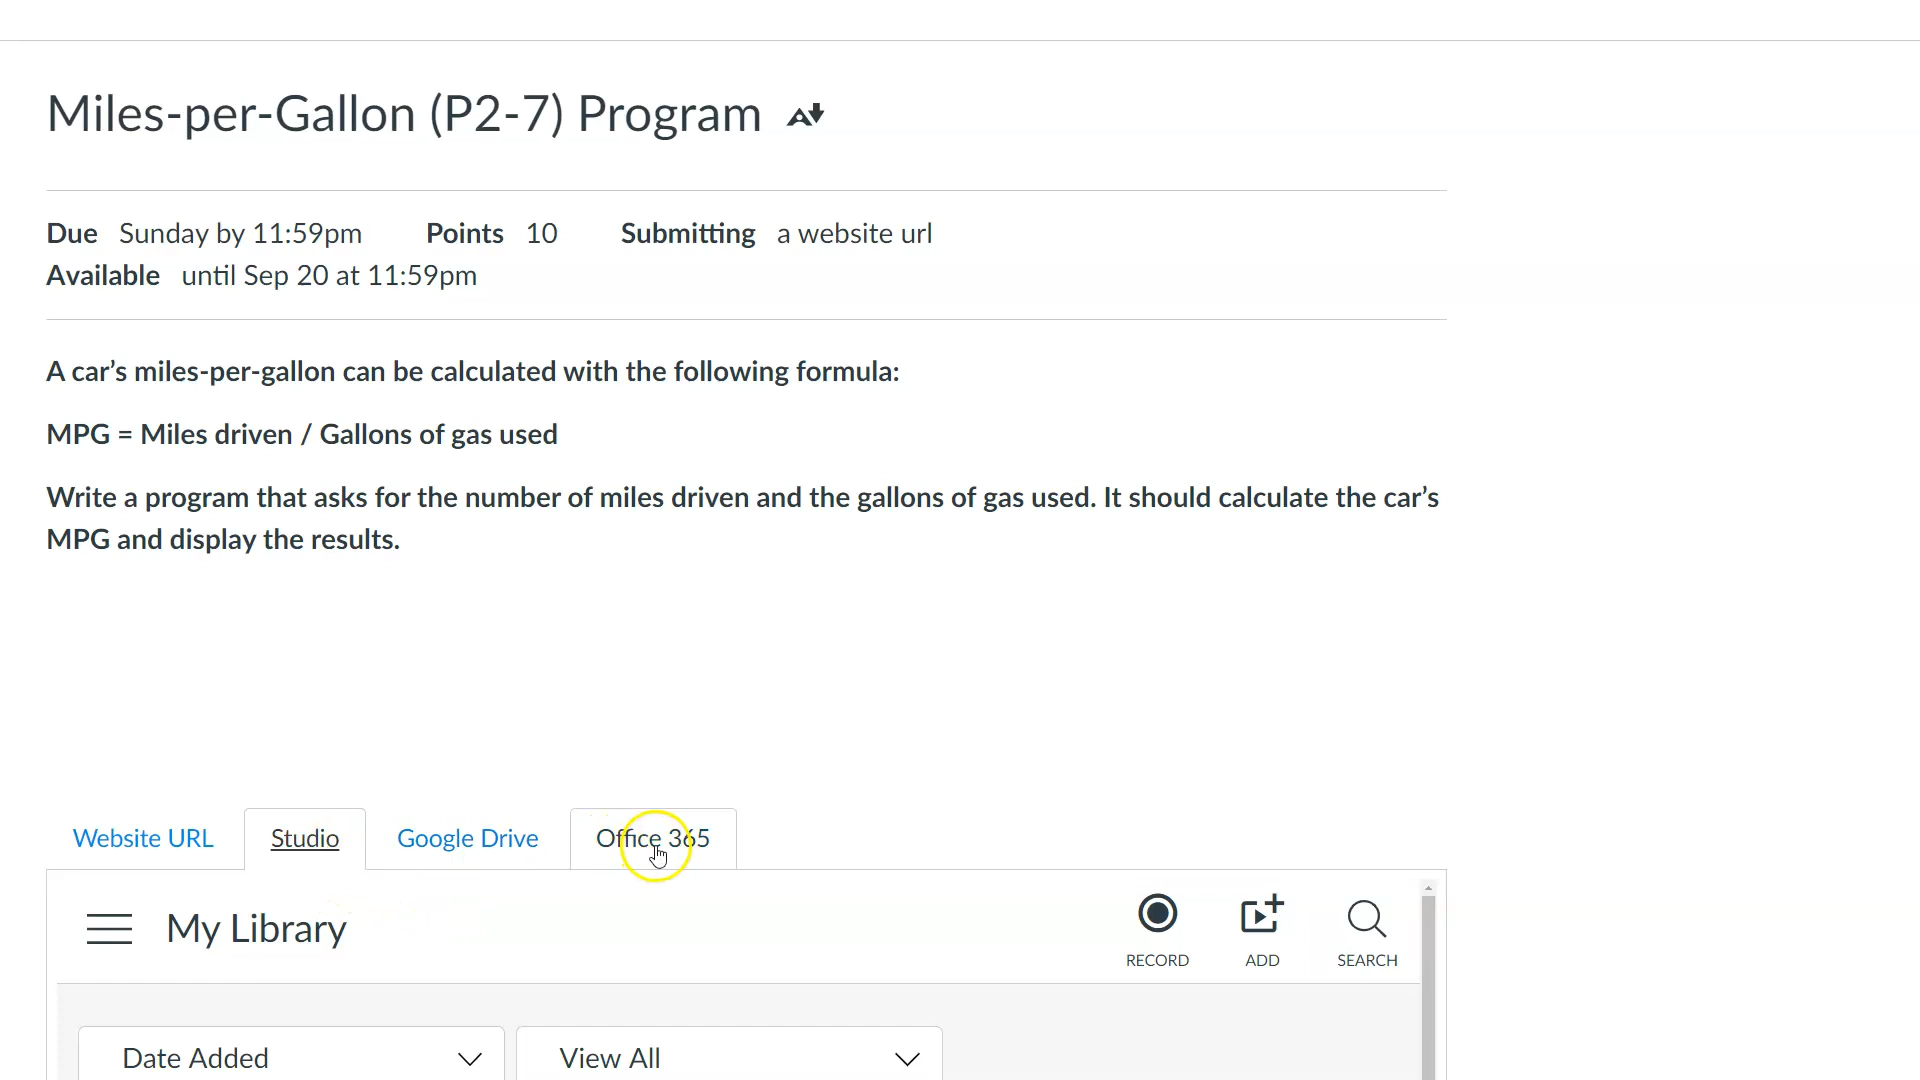 Miles-per-Gallon (P2-7) Program
Due Sunday by 11:59pm Points 10 Submitting a website url
Available until Sep 20 at 11:59pm
A car’s miles-per-gallon can be calculated with the following formula:
MPG = Miles driven / Gallons of gas used
Write a program that asks for the number of miles driven and the gallons of gas used. It should calculate the car’s
MPG and display the results.
Website URL Studio Google Drive Office 365
My Library
RECORD ADD SEARCH
Date Added View All